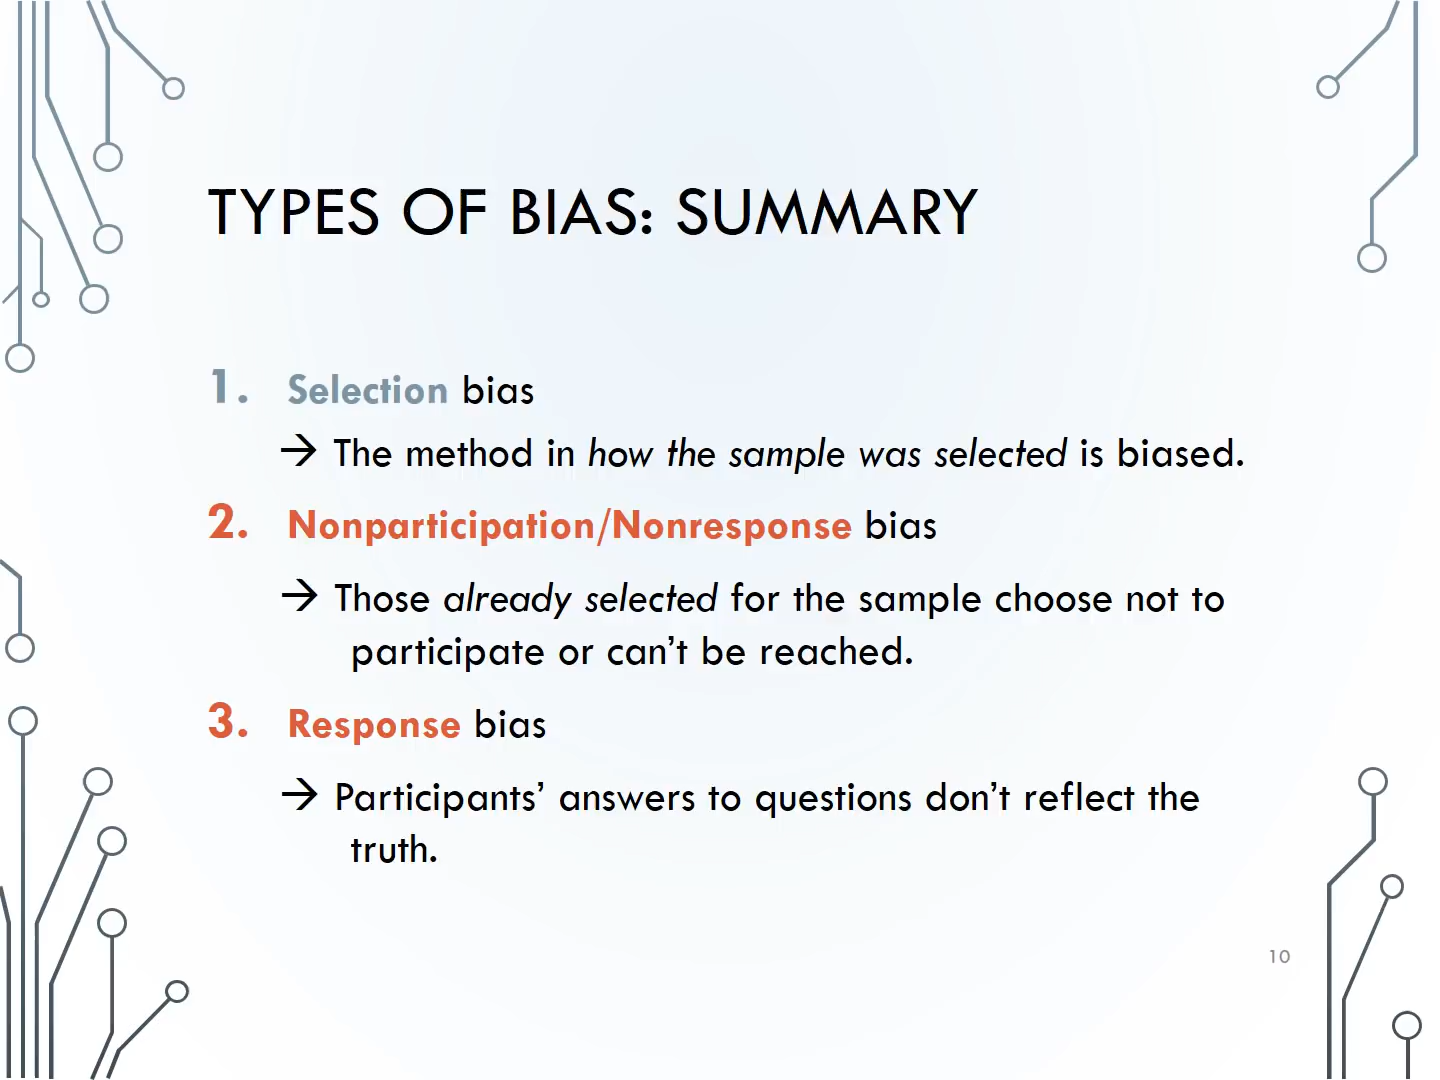 TYPES OF BIAS: SUMMARY
1. Selection bias
→ The method in how the sample was selected is biased.
2. Nonparticipation/Nonresponse bias
→ Those already selected for the sample choose not to
participate or can’t be reached.
3. Response bias
→ Participants’ answers to questions don’t reflect the
truth.
10